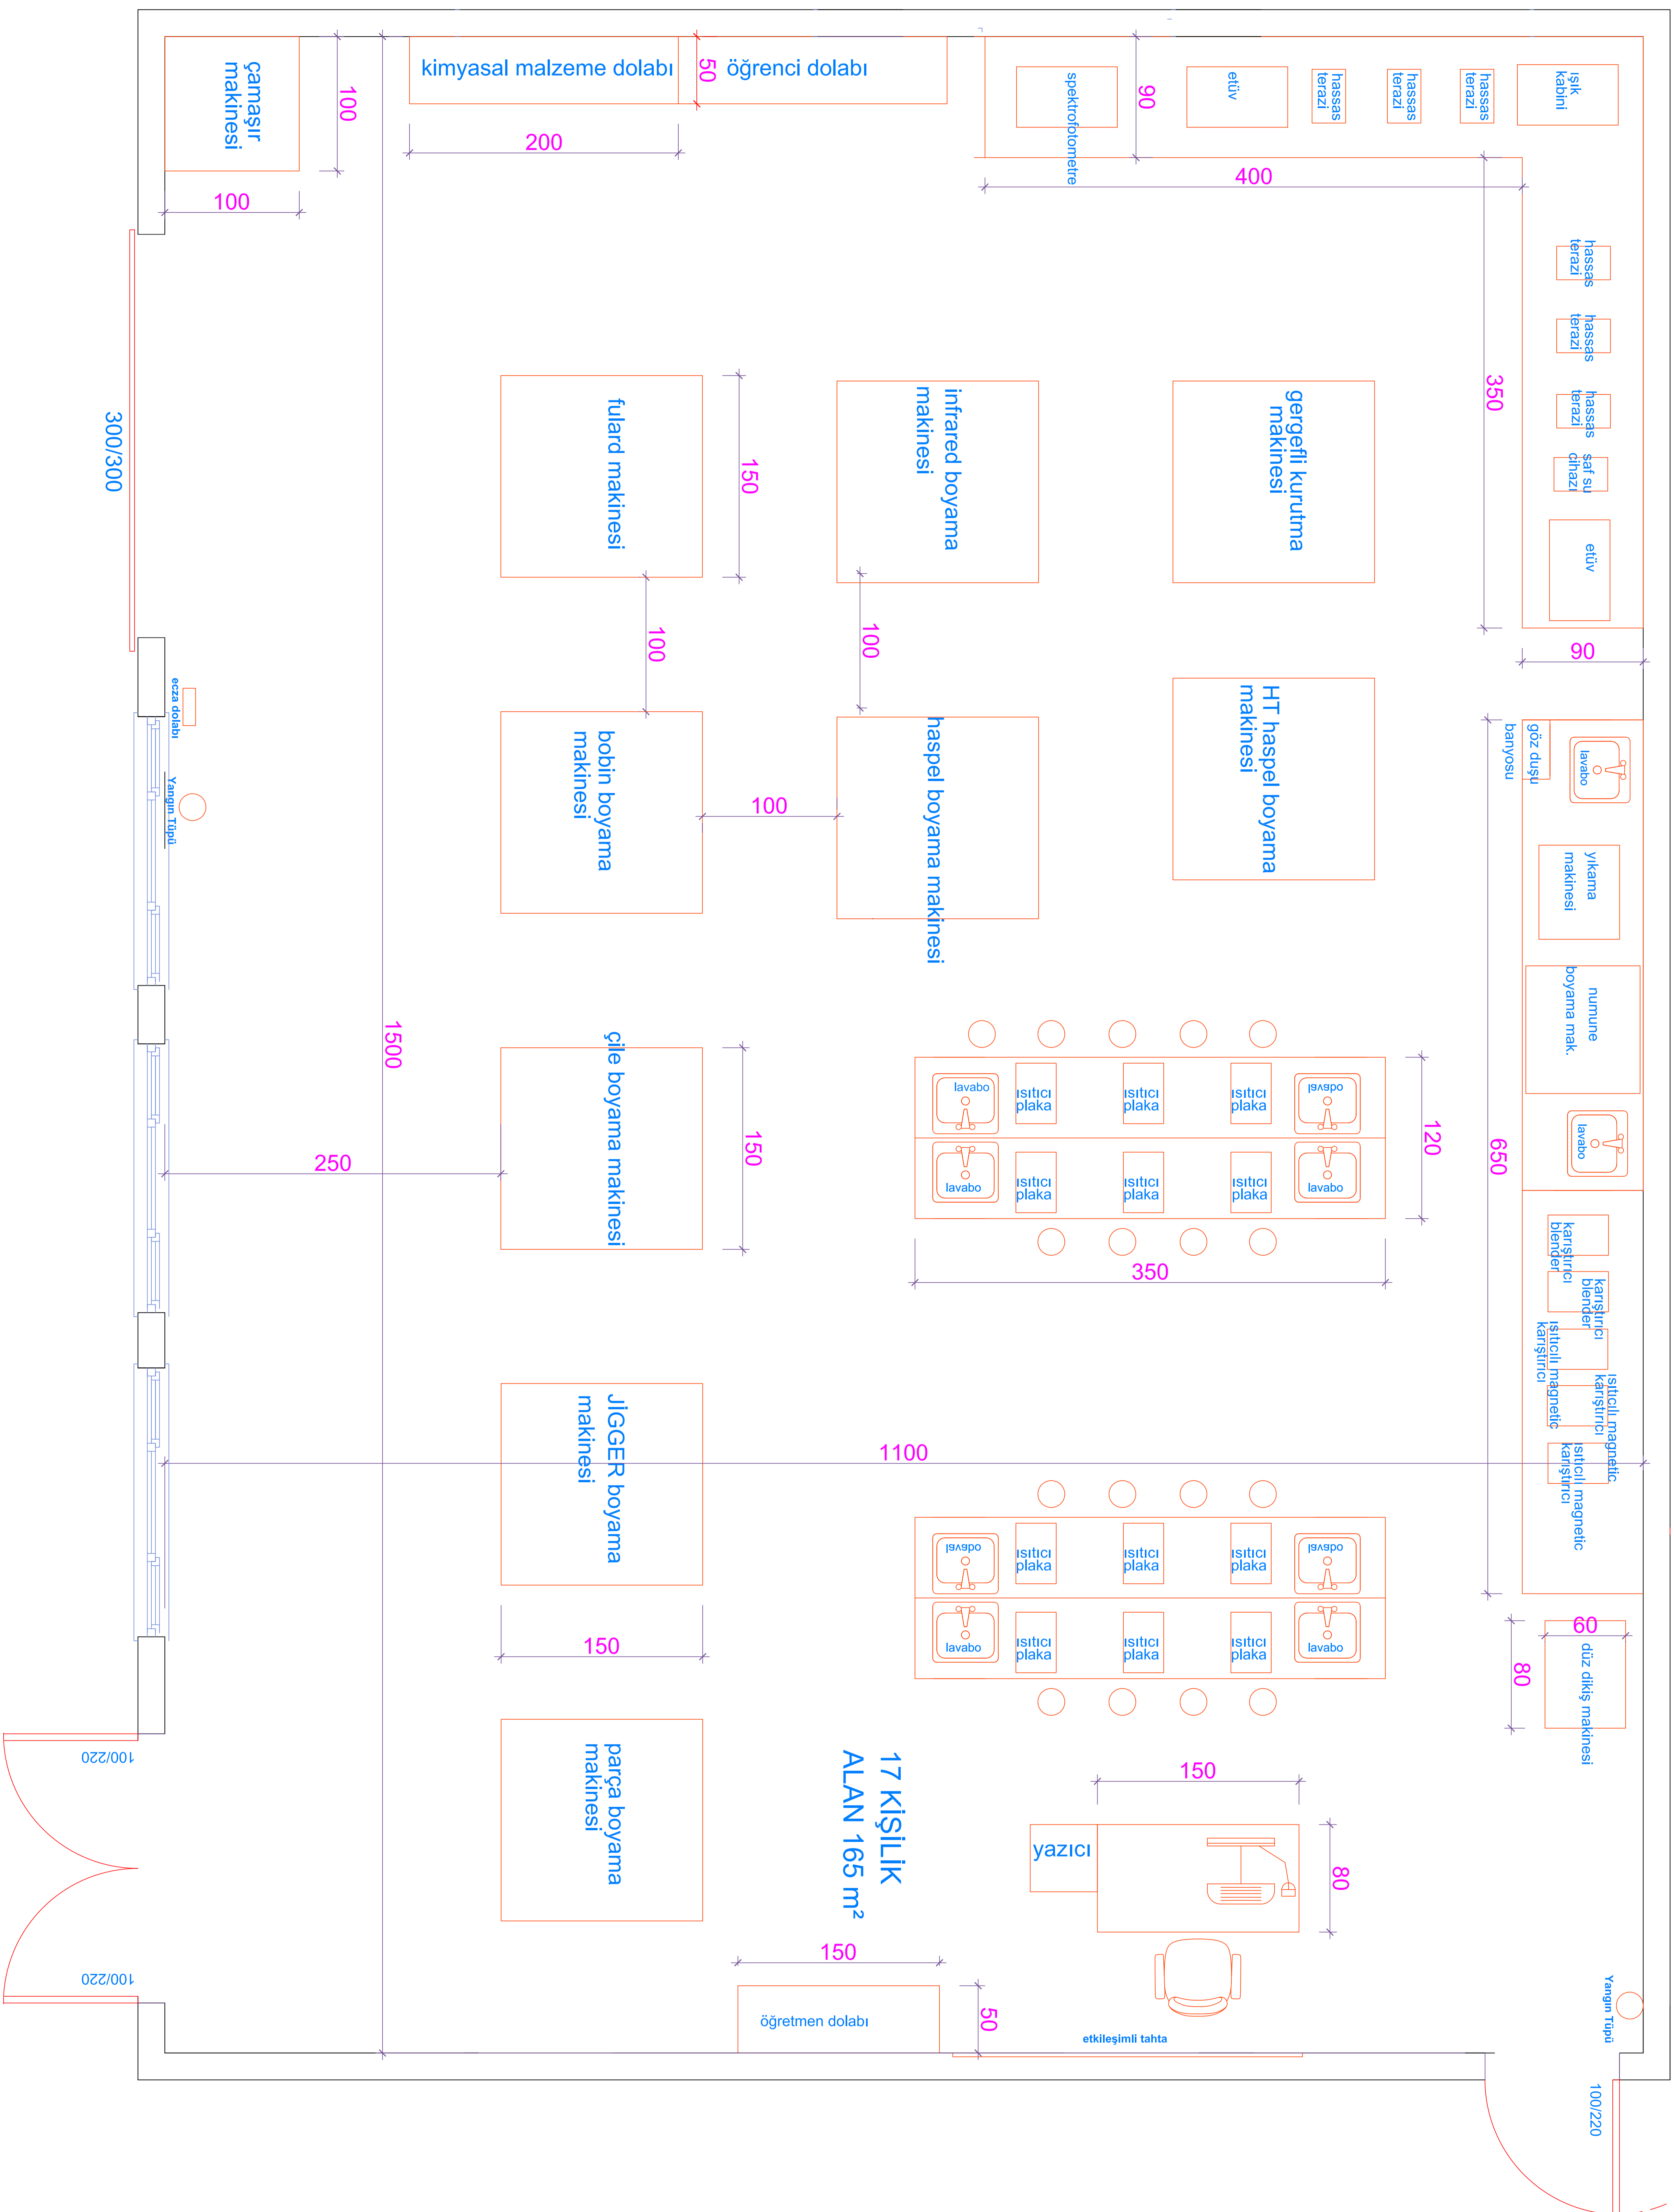 çamaşır
makinesi
100
100
kimyasal malzeme dolabı
50
öğrenci dolabı
200
spektrofotometre
90
etüv
hassas
terazi
hassas
terazi
hassas
terazi
ışık
kabini
400
350
hassas
terazi
hassas
terazi
hassas
terazi
saf su
cihazı
etüv
90
300/300
fulard makinesi
150
infrared boyama
makinesi
gergefli kurutma
makinesi
100
100
ecza dolabı
Yangın Tüpü
bobin boyama
makinesi
100
haspel boyama makinesi
HT haspel boyama
makinesi
göz duşu
banyosu
lavabo
yıkama
makinesi
numune
boyama mak.
lavabo
650
1500
250
çile boyama makinesi
150
lavabo
ısıtıcı
plaka
ısıtıcı
plaka
ısıtıcı
plaka
lavabo
lavabo
ısıtıcı
plaka
ısıtıcı
plaka
ısıtıcı
plaka
lavabo
120
350
karıştırıcı
blender
karıştırıcı
blender
ısıtıcılı magnetic
karıştırıcı
ısıtıcılı magnetic
karıştırıcı
ısıtıcılı magnetic
karıştırıcı
JİGGER boyama
makinesi
1100
150
lavabo
ısıtıcı
plaka
ısıtıcı
plaka
ısıtıcı
plaka
lavabo
lavabo
ısıtıcı
plaka
ısıtıcı
plaka
ısıtıcı
plaka
lavabo
60
80
düz dikiş makinesi
100/220
100/220
parça boyama
makinesi
17 KİŞİLİK
ALAN 165 m²
150
80
yazıcı
150
50
öğretmen dolabı
etkileşimli tahta
Yangın Tüpü
100/220